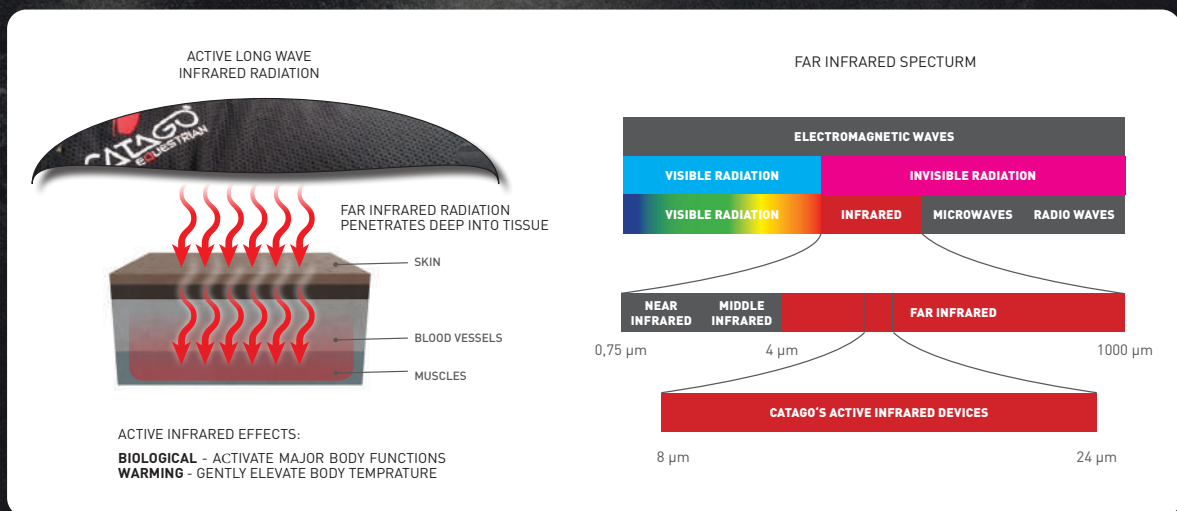 ACTIVE LONG WAVE
INFRARED RADIATION
CATAGO
EQUESTRIAN
FAR INFRARED RADIATION
PENETRATES DEEP INTO TISSUE
SKIN
BLOOD VESSELS
MUSCLES
ACTIVE INFRARED EFFECTS:
BIOLOGICAL - ACTIVATE MAJOR BODY FUNCTIONS
WARMING - GENTLY ELEVATE BODY TEMPRATURE
FAR INFRARED SPECTURM
ELECTROMAGNETIC WAVES
VISIBLE RADIATION
INVISIBLE RADIATION
VISIBLE RADIATION
INFRARED
MICROWAVES
RADIO WAVES
NEAR
INFRARED
MIDDLE
INFRARED
FAR INFRARED
0,75 µm
4 µm
1000 µm
CATAGO'S ACTIVE INFRARED DEVICES
8 µm
24 µm